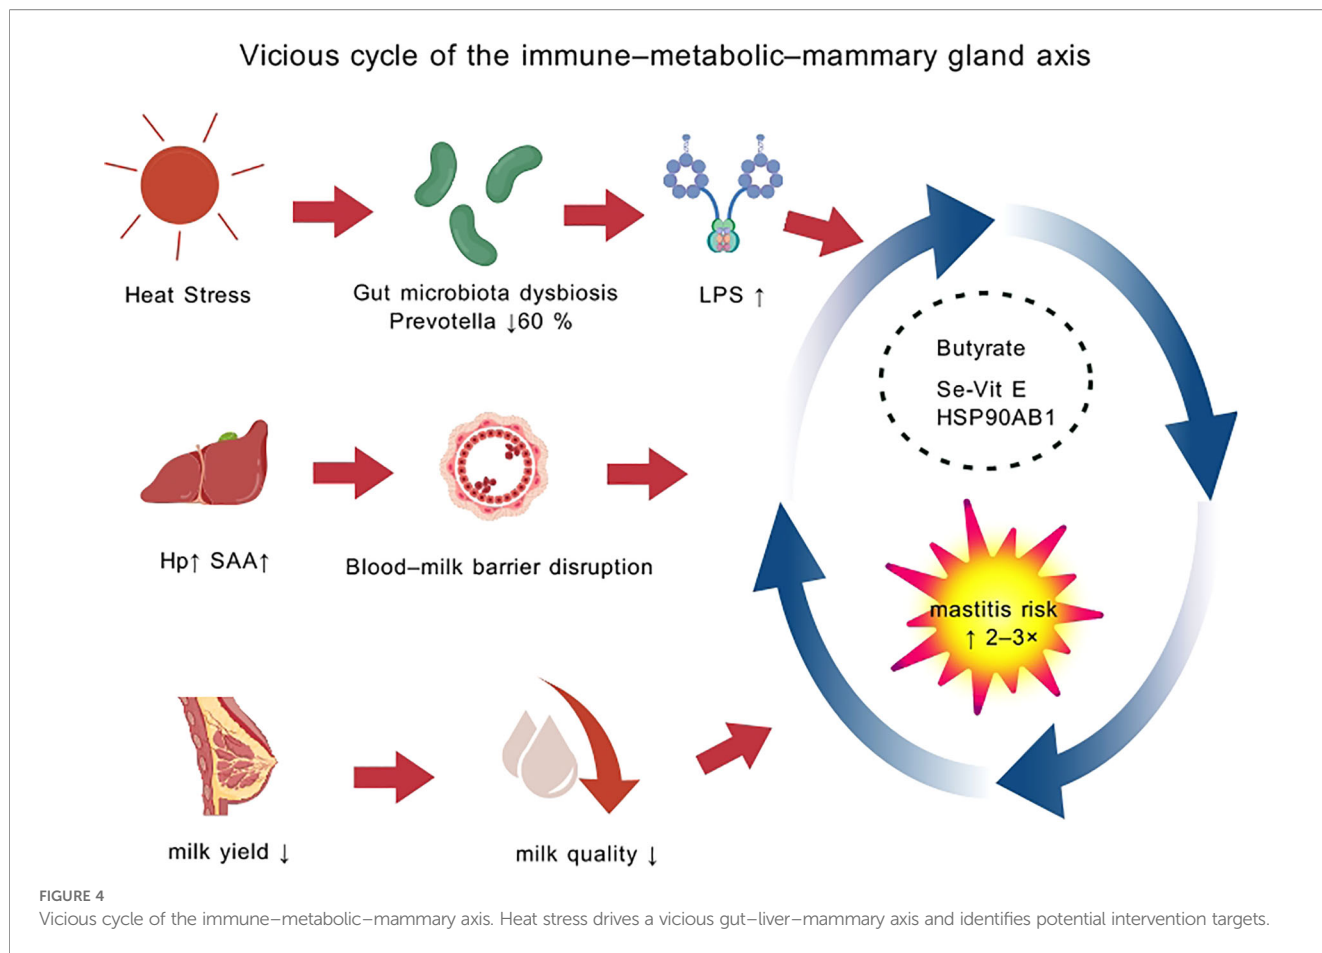 Vicious cycle of the immune–metabolic–mammary gland axis
Heat Stress
Gut microbiota dysbiosis
Prevotella ↓60 %
LPS ↑
Butyrate
Se-Vit E
HSP90AB1
Hp↑ SAA↑
Blood–milk barrier disruption
mastitis risk
↑ 2–3×
milk yield ↓
milk quality ↓
FIGURE 4
Vicious cycle of the immune–metabolic–mammary axis. Heat stress drives a vicious gut–liver–mammary axis and identifies potential intervention targets.